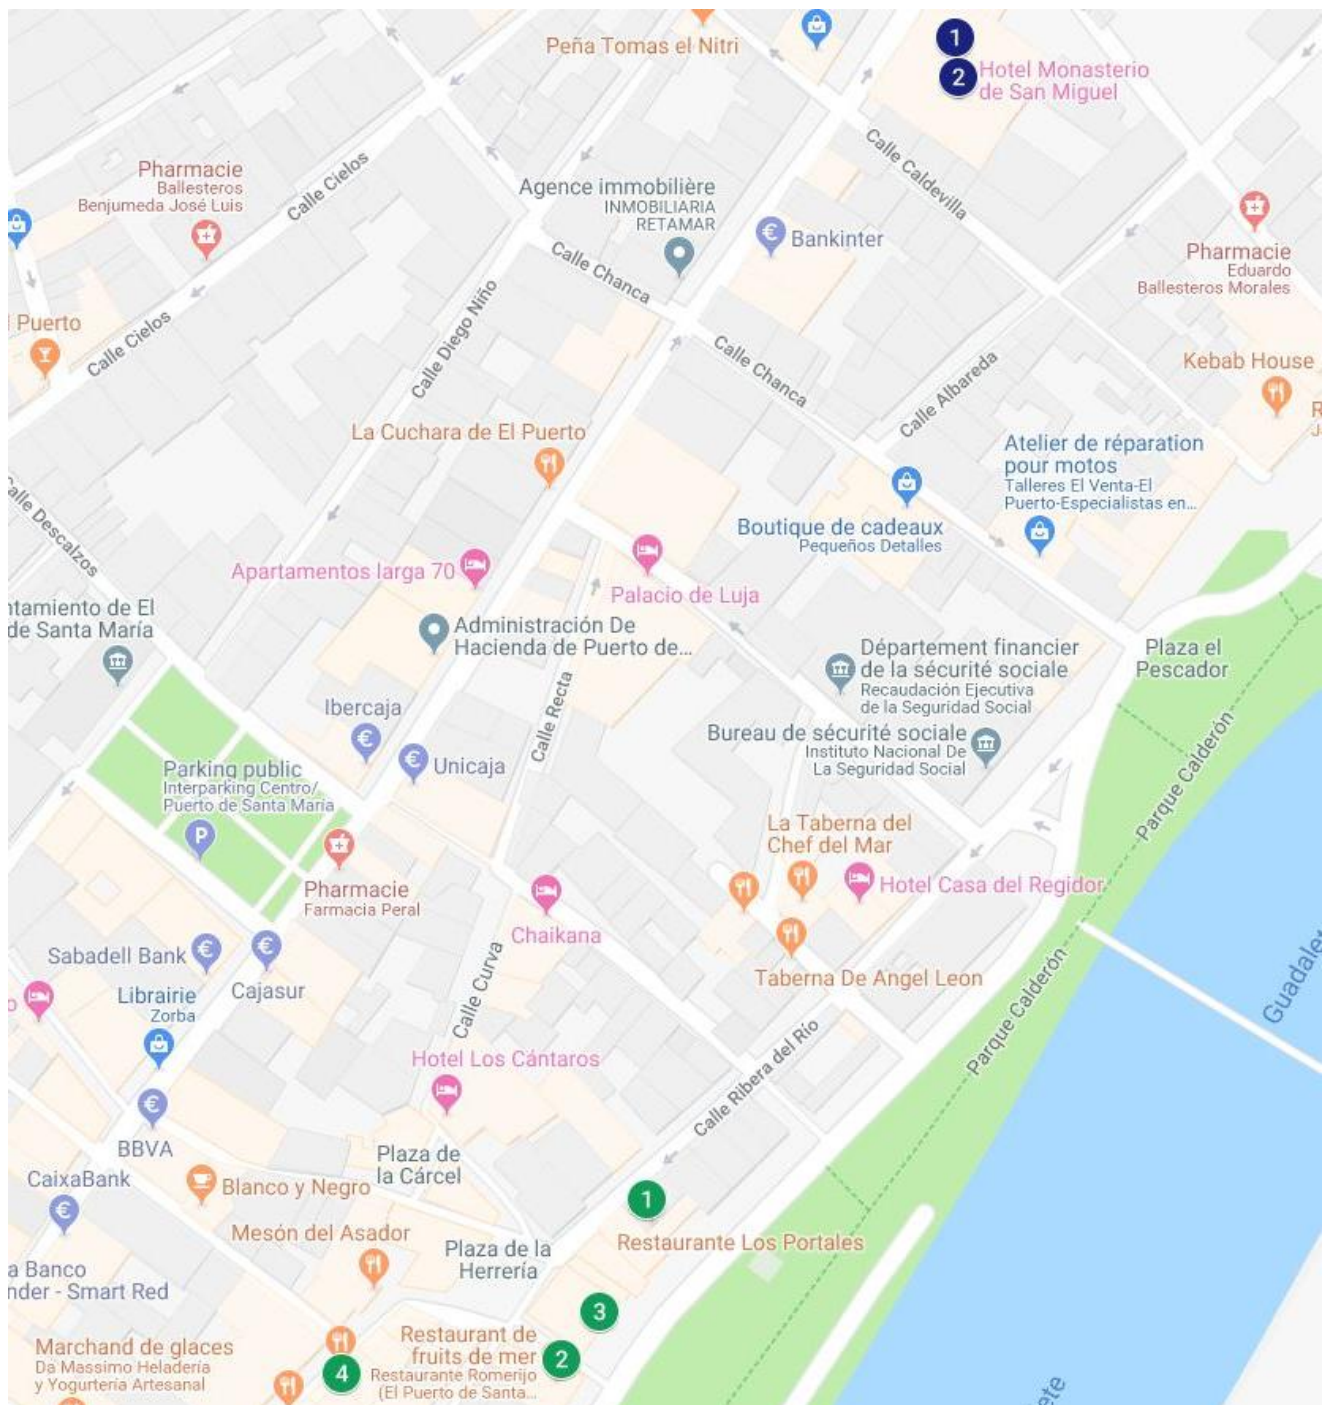 1
Peña Tomas el Nitri
2
Hotel Monasterio
de San Miguel
Calle Cielos
Pharmacie
Ballesteros
Benjumeda José Luis
Agence immobilière
INMOBILIARIA
RETAMAR
Calle Caldevilla
Bankinter
Pharmacie
Eduardo
Ballesteros Morales
Calle Chanca
Calle Diego Niño
Puerto
Calle Cielos
Calle Chanca
Calle Albareda
Kebab House
La Cuchara de El Puerto
Atelier de réparation
pour motos
Talleres El Venta-El
Puerto-Especialistas en...
Boutique de cadeaux
Pequeños Detalles
alle Descalzos
Apartamentos larga 70
Palacio de Luja
ntamiento de El
de Santa María
Administración De
Hacienda de Puerto de...
Département financier
de la sécurité sociale
Recaudación Ejecutiva
de la Seguridad Social
Plaza el
Pescador
Ibercaja
Calle Recta
Bureau de sécurité sociale
Instituto Nacional De
La Seguridad Social
Unicaja
Parking public
Interparking Centro/
Puerto de Santa María
P
Parque Calderón
La Taberna del
Chef del Mar
Hotel Casa del Regidor
Pharmacie
Farmacia Peral
Chaikana
Sabadell Bank
Cajasur
Taberna De Angel Leon
Librairie
Zorba
Calle Curva
Guadalet
Parque Calderón
Hotel Los Cántaros
Calle Ribera del Río
BBVA
Plaza de
la Cárcel
CaixaBank
Blanco y Negro
1
Mesón del Asador
Restaurante Los Portales
Plaza de la
Herrería
a Banco
nder - Smart Red
3
Marchand de glaces
Da Massimo Heladería
y Yogurtería Artesanal
4
Restaurant de
fruits de mer
Restaurante Romerijo
(El Puerto de Santa...
2
ete